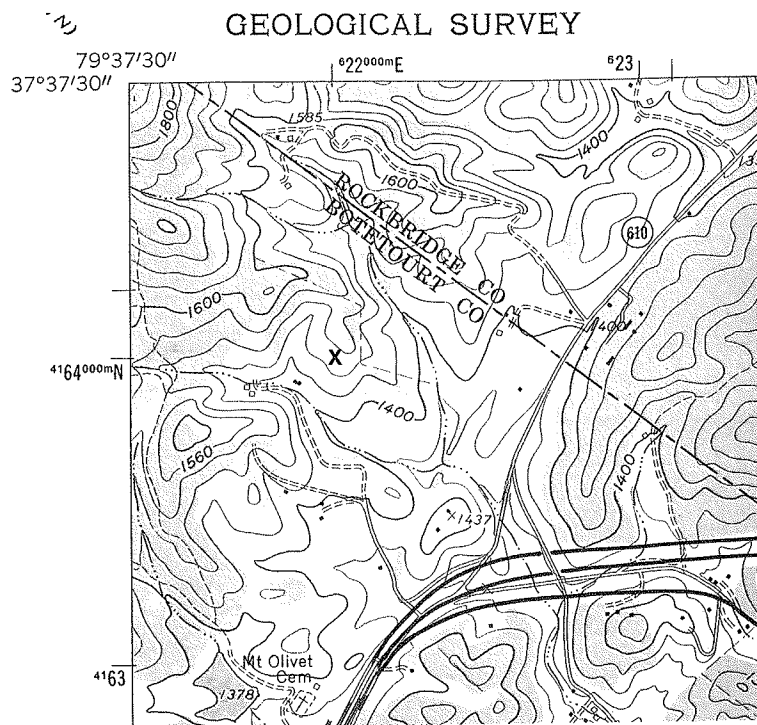 GEOLOGICAL SURVEY
79°37'30"
⁶22⁰⁰⁰ᵐE
⁶23
37°37'30"
1800
1585
1400
1600
ROCKBRIDGE CO
BOTETOURT CO
610
1600
1400
X
⁴¹64⁰⁰⁰ᵐN
1400
1560
1400
×1437
⁴¹63
Mt Olivet
Cem
1378